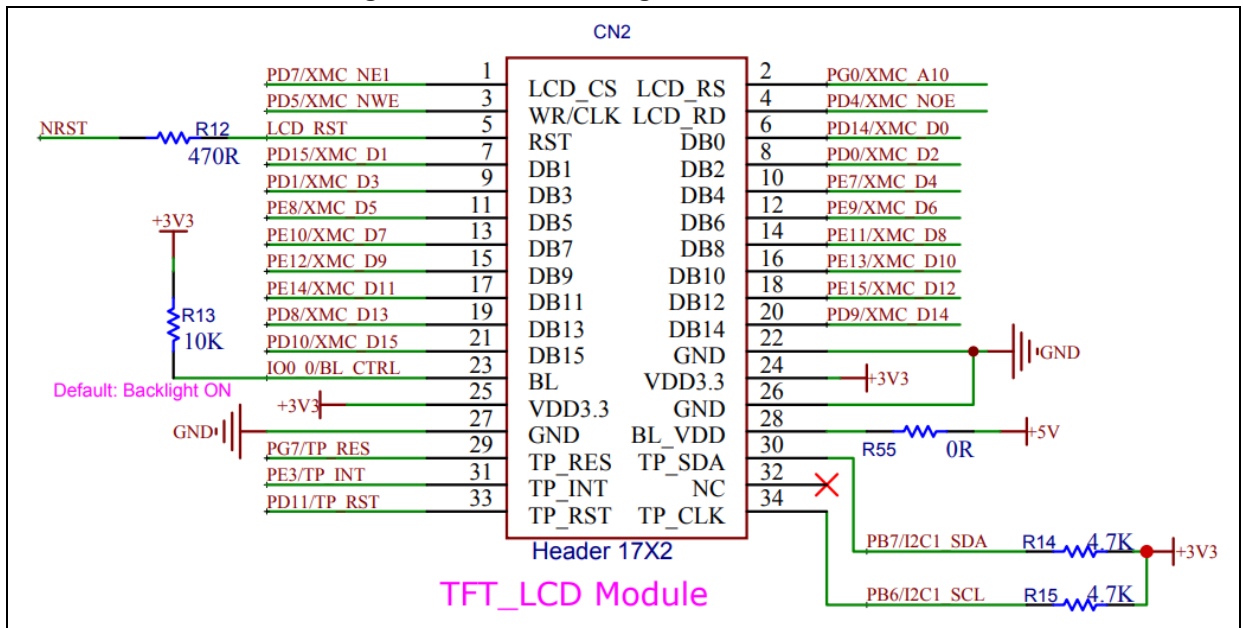 CN2
PD7/XMC_NE1 1 LCD_CS LCD_RS 2 PG0/XMC_A10
PD5/XMC_NWE 3 WR/CLK LCD_RD 4 PD4/XMC_NOE
NRST R12 470R LCD_RST 5 RST DB0 6 PD14/XMC_D0
PD15/XMC_D1 7 DB1 DB2 8 PD0/XMC_D2
PD1/XMC_D3 9 DB3 DB4 10 PE7/XMC_D4
PE8/XMC_D5 11 DB5 DB6 12 PE9/XMC_D6
+3V3
PE10/XMC_D7 13 DB7 DB8 14 PE11/XMC_D8
PE12/XMC_D9 15 DB9 DB10 16 PE13/XMC_D10
PE14/XMC_D11 17 DB11 DB12 18 PE15/XMC_D12
R13
10K
PD8/XMC_D13 19 DB13 DB14 20 PD9/XMC_D14
PD10/XMC_D15 21 DB15 GND 22 GND
IO0_0/BL_CTRL 23 BL VDD3.3 24 +3V3
Default: Backlight ON
+3V3 25 VDD3.3 GND 26
GND 27 GND BL_VDD 28 R55 0R +5V
PG7/TP_RES 29 TP_RES TP_SDA 30
PE3/TP_INT 31 TP_INT NC 32
PD11/TP_RST 33 TP_RST TP_CLK 34
Header 17X2
PB7/I2C1_SDA R14 4.7K +3V3
TFT_LCD Module
PB6/I2C1_SCL R15 4.7K